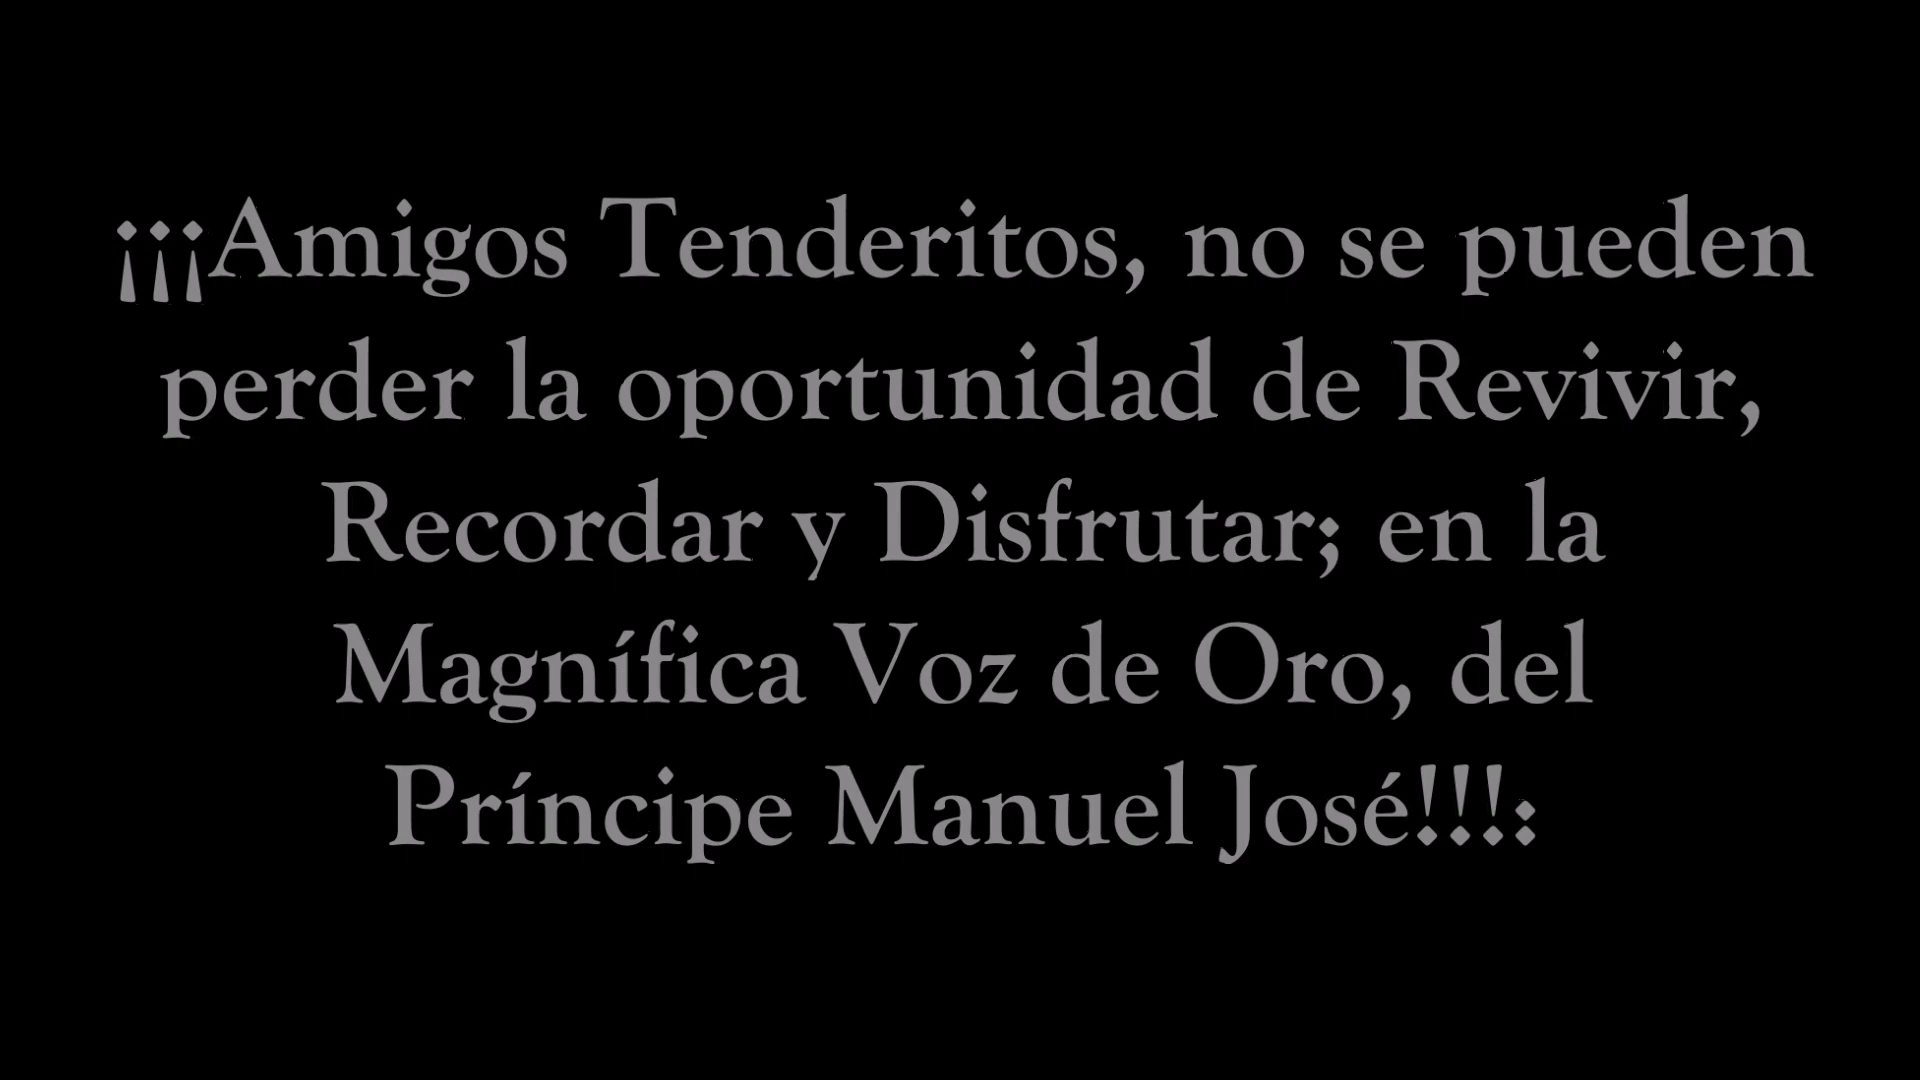 ¡¡¡Amigos Tenderitos, no se pueden
perder la oportunidad de Revivir,
Recordar y Disfrutar; en la
Magnífica Voz de Oro, del
Príncipe Manuel José!!!: